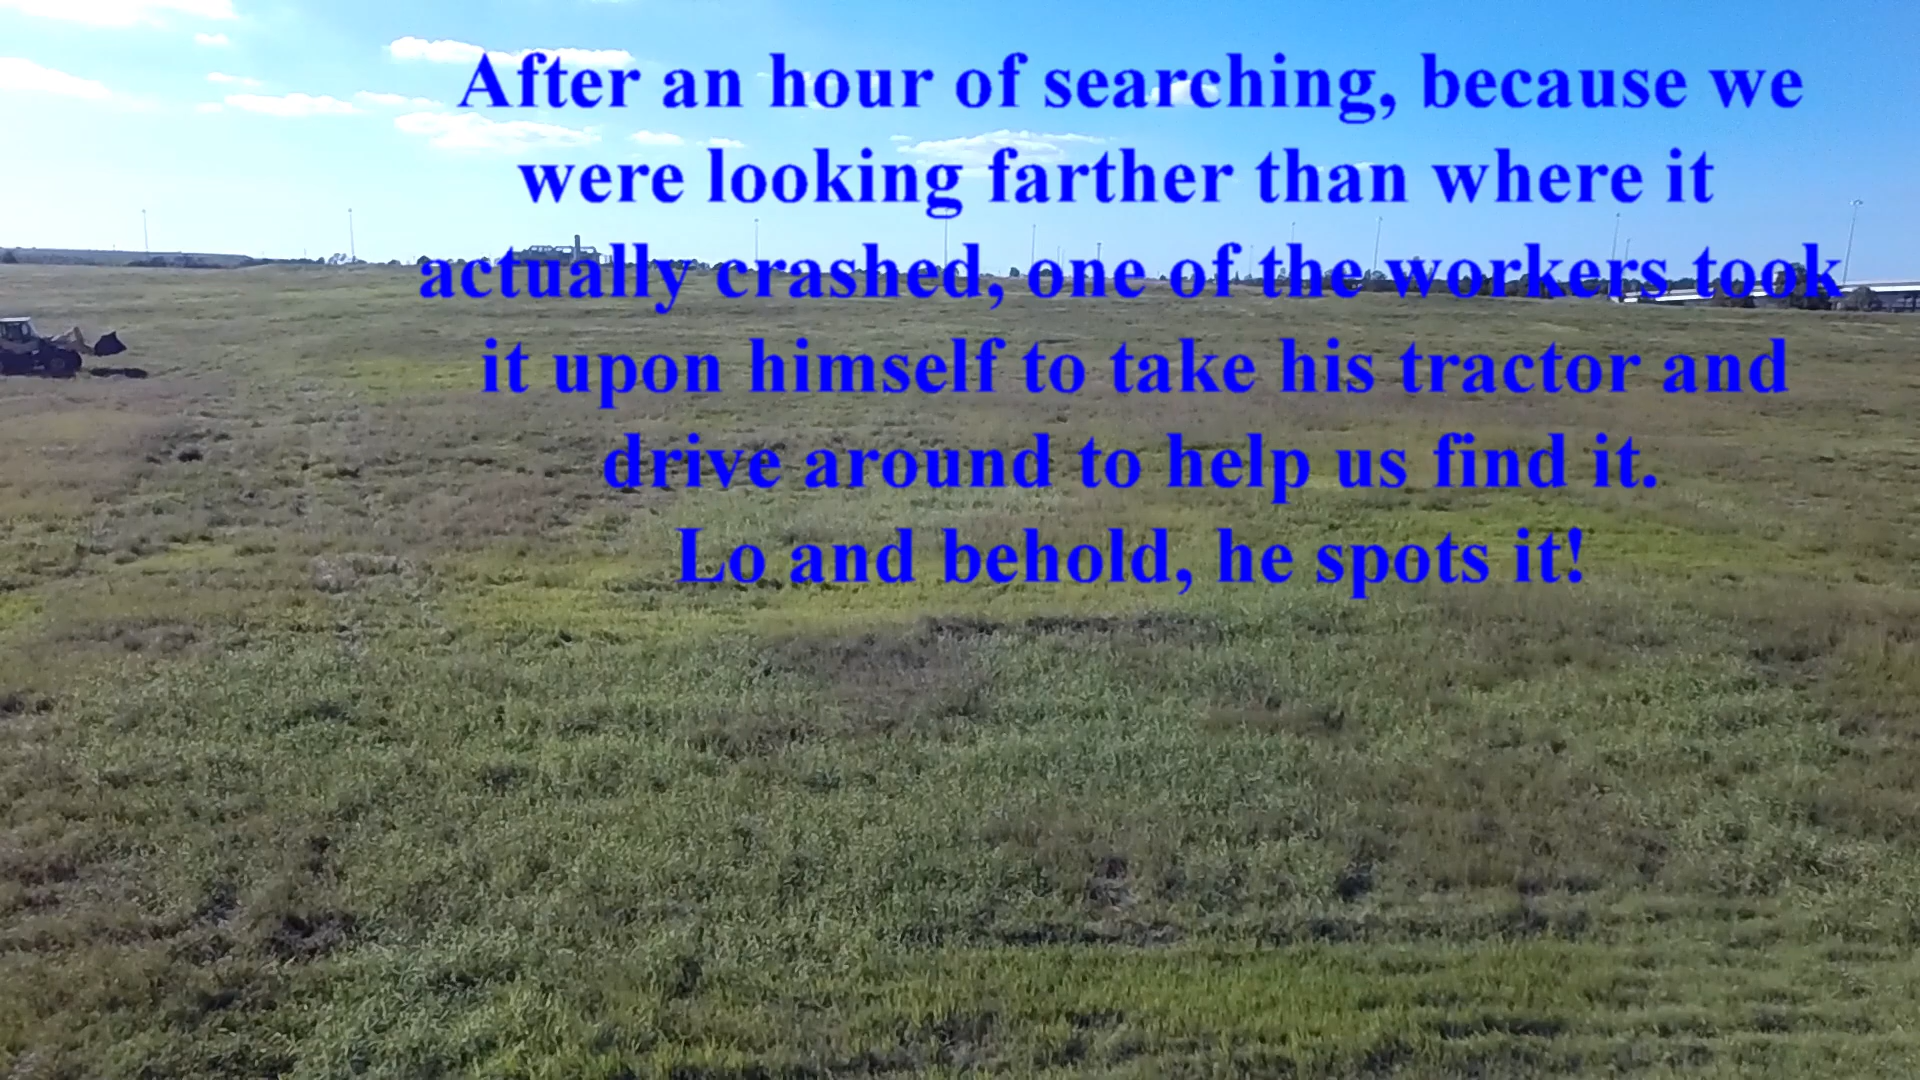 After an hour of searching, because we
were looking farther than where it
actually crashed, one of the workers took
it upon himself to take his tractor and
drive around to help us find it.
Lo and behold, he spots it!